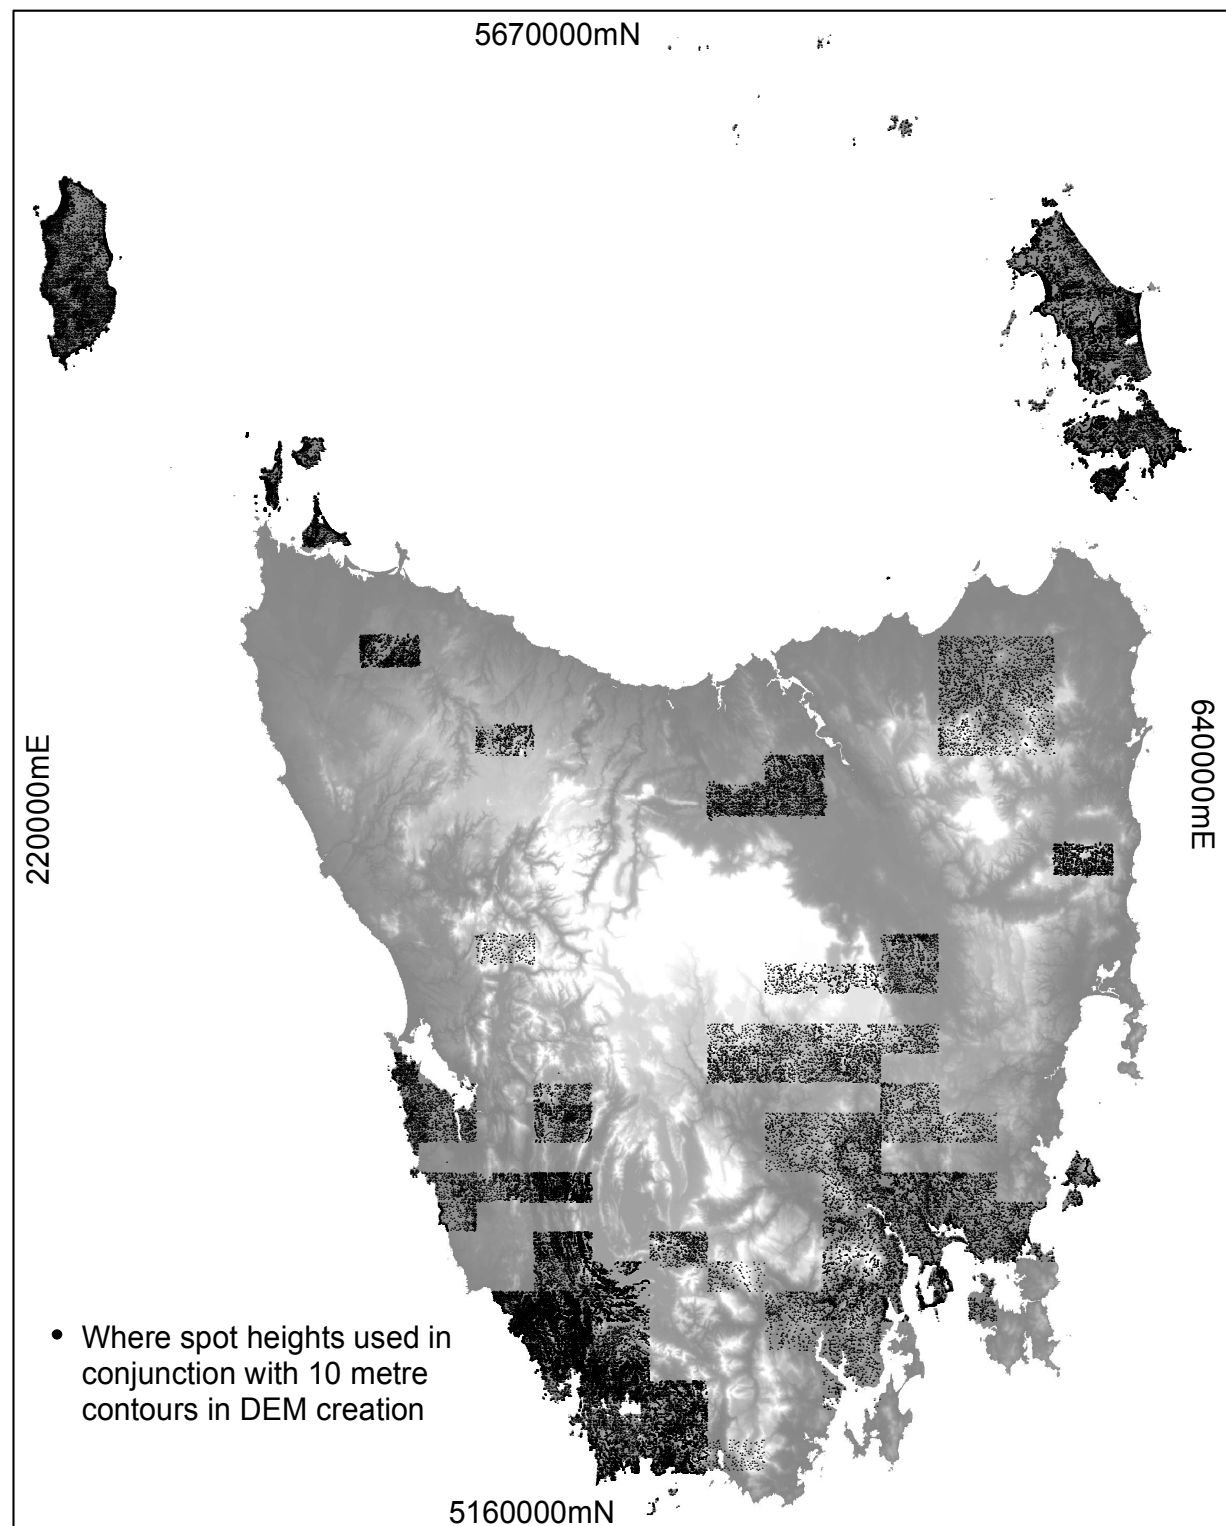 5670000mN
220000mE
640000mE
• Where spot heights used in
conjunction with 10 metre
contours in DEM creation
5160000mN